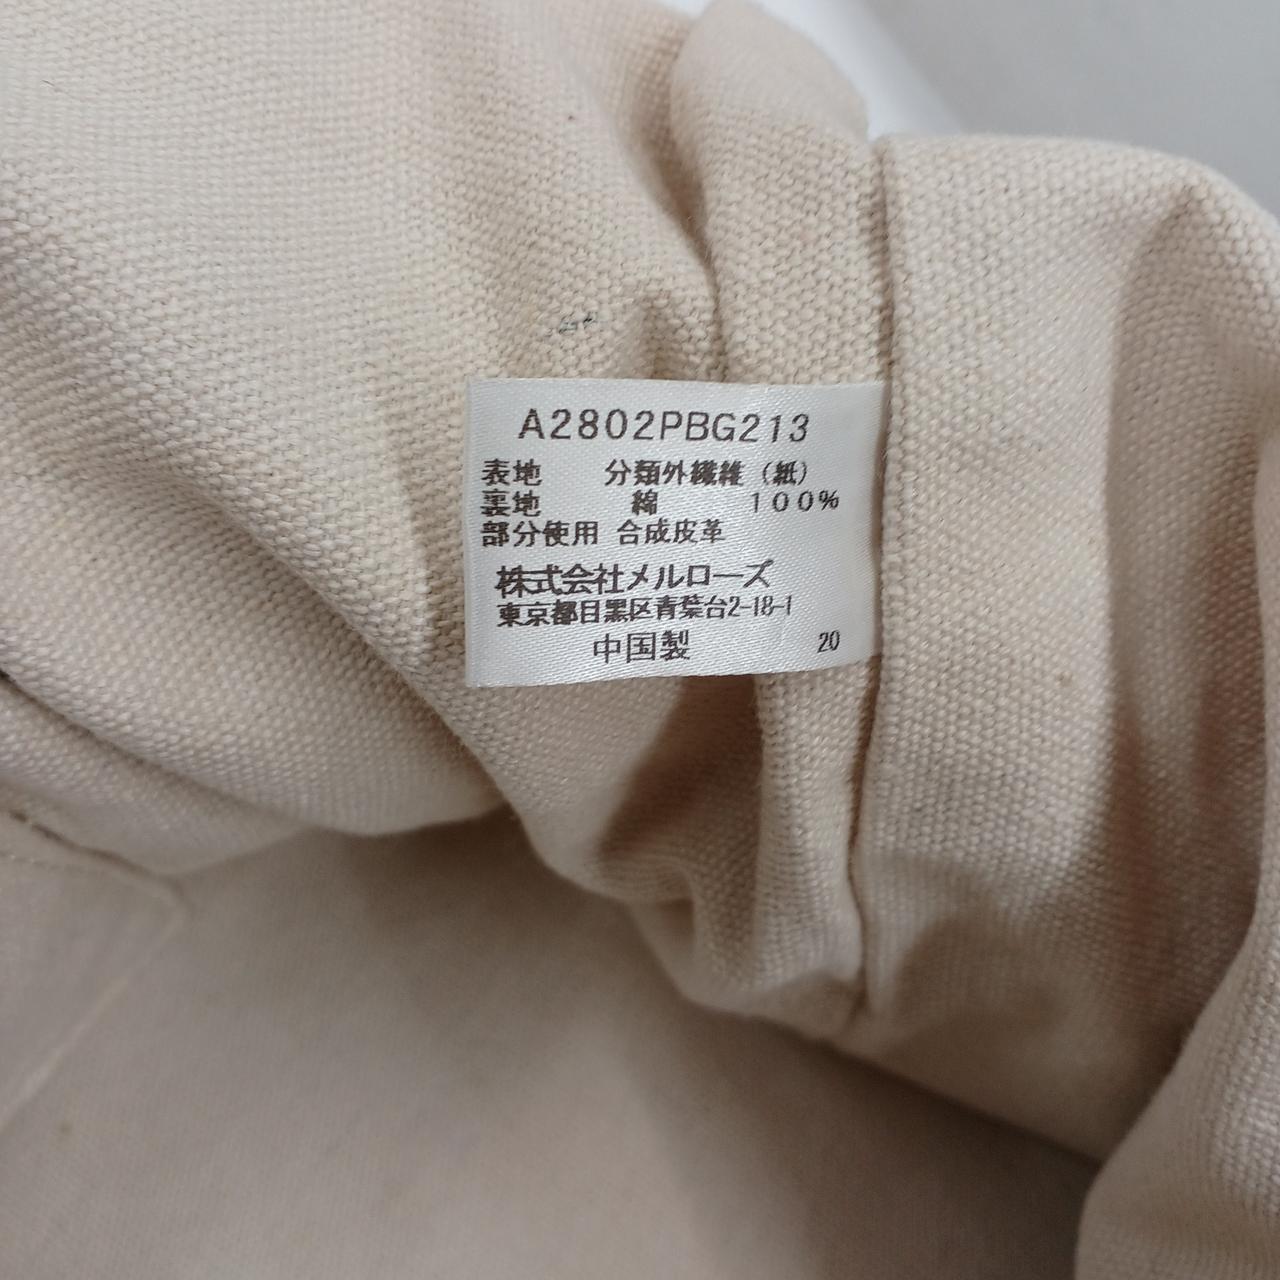 A2802PBG213
表地 分類外繊維（紙）
裏地 綿 100%
部分使用 合成皮革
株式会社メルローズ
東京都目黒区青葉台2-18-1
中国製 20